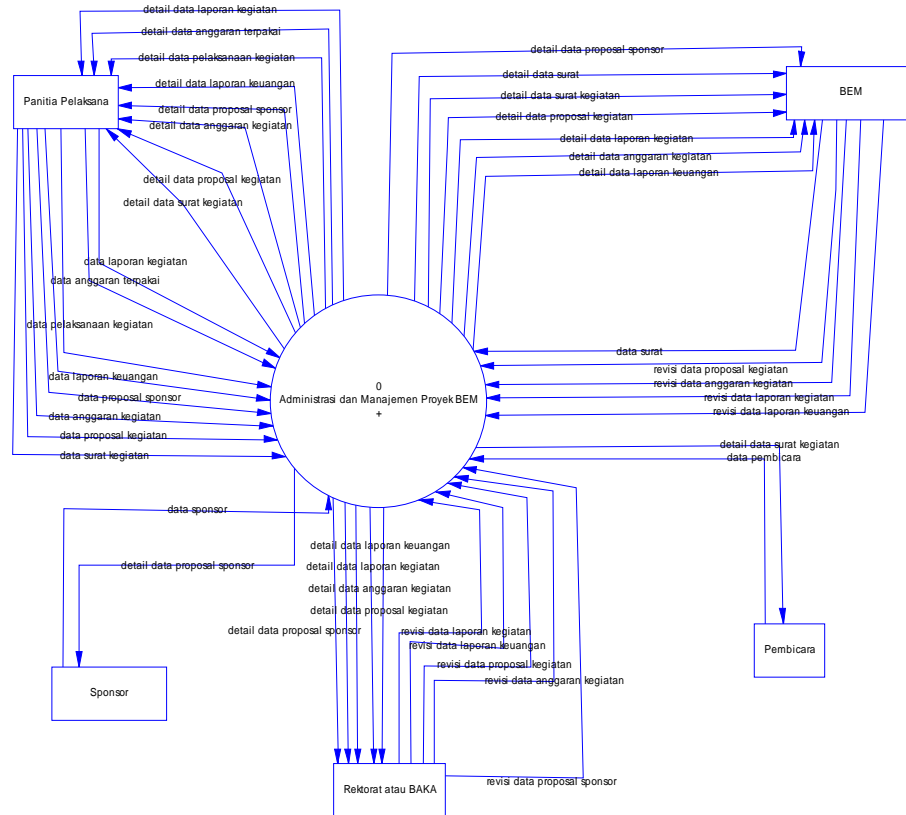 detail data laporan kegiatan
detail data anggaran terpakai
detail data pelaksanaan kegiatan
detail data proposal sponsor
detail data surat
detail data laporan keuangan
Panitia Pelaksana
BEM
detail data surat kegiatan
detail data proposal sponsor
detail data proposal kegiatan
detail data anggaran kegiatan
detail data laporan kegiatan
detail data anggaran kegiatan
detail data laporan keuangan
detail data proposal kegiatan
detail data surat kegiatan
data laporan kegiatan
data anggaran terpakai
data pelaksanaan kegiatan
data surat
revisi data proposal kegiatan
data laporan keuangan
revisi data anggaran kegiatan
0
Administrasi dan Manajemen Proyek BEM
+
data proposal sponsor
revisi data laporan kegiatan
data anggaran kegiatan
revisi data laporan keuangan
data proposal kegiatan
detail data surat kegiatan
data surat kegiatan
data pembicara
data sponsor
detail data laporan keuangan
detail data proposal sponsor
detail data laporan kegiatan
detail data anggaran kegiatan
detail data proposal kegiatan
detail data proposal sponsor
revisi data laporan kegiatan
revisi data laporan keuangan
Pembicara
revisi data proposal kegiatan
revisi data anggaran kegiatan
Sponsor
revisi data proposal sponsor
Rektorat atau BAKA